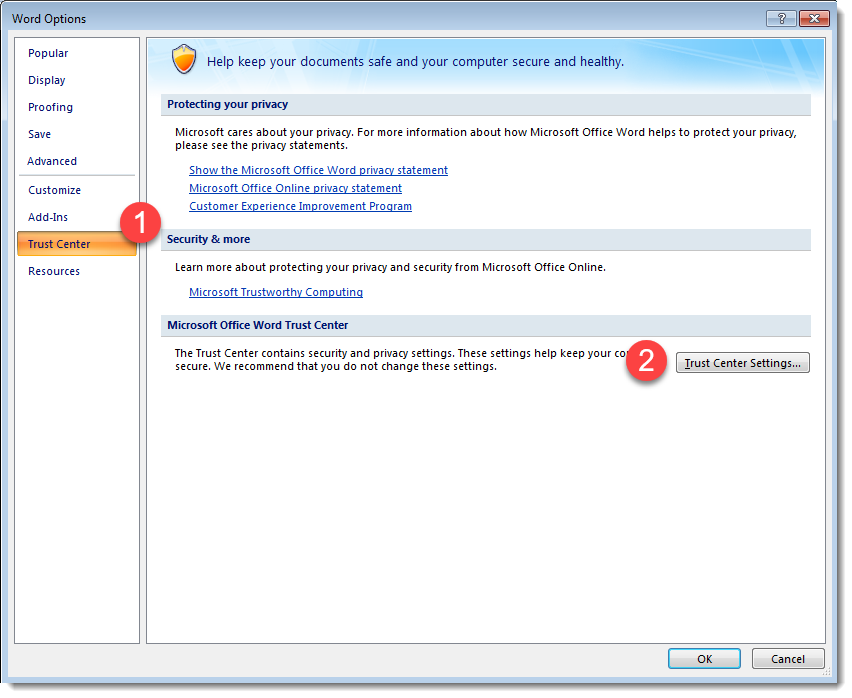 Word Options
?
Popular
Display
Proofing
Save
Advanced
Customize
Add-Ins
Trust Center
Resources
1
Help keep your documents safe and your computer secure and healthy.
Protecting your privacy
Microsoft cares about your privacy. For more information about how Microsoft Office Word helps to protect your privacy,
please see the privacy statements.
Show the Microsoft Office Word privacy statement
Microsoft Office Online privacy statement
Customer Experience Improvement Program
Security & more
Learn more about protecting your privacy and security from Microsoft Office Online.
Microsoft Trustworthy Computing
Microsoft Office Word Trust Center
The Trust Center contains security and privacy settings. These settings help keep your
secure. We recommend that you do not change these settings.
2
Trust Center Settings...
OK
Cancel